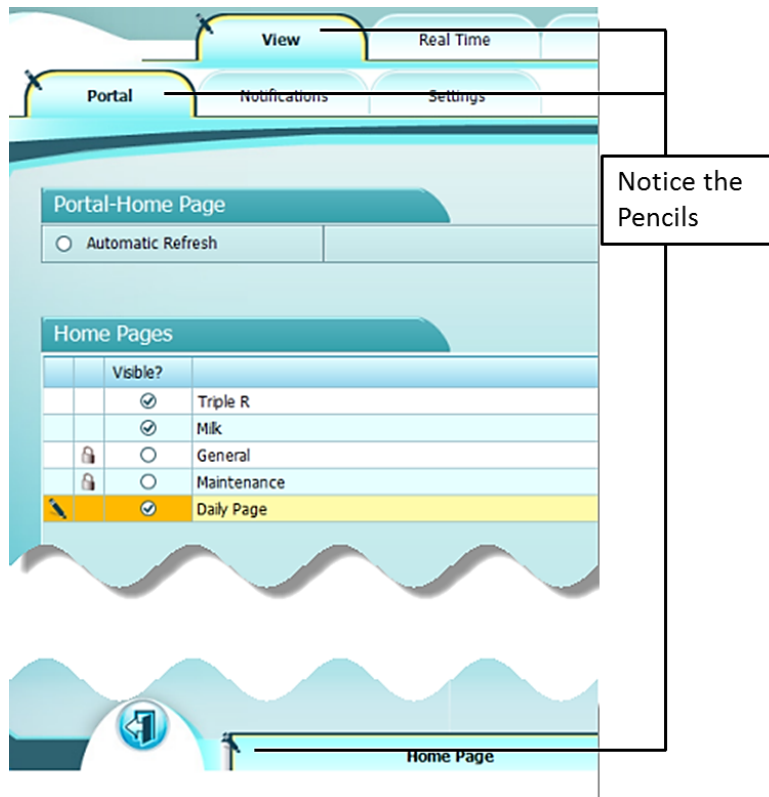 View Real Time
Portal Notifications Settings
Notice the
Pencils
Portal-Home Page
Automatic Refresh
Home Pages
Visible?
Triple R
Milk
General
Maintenance
Daily Page
Home Page